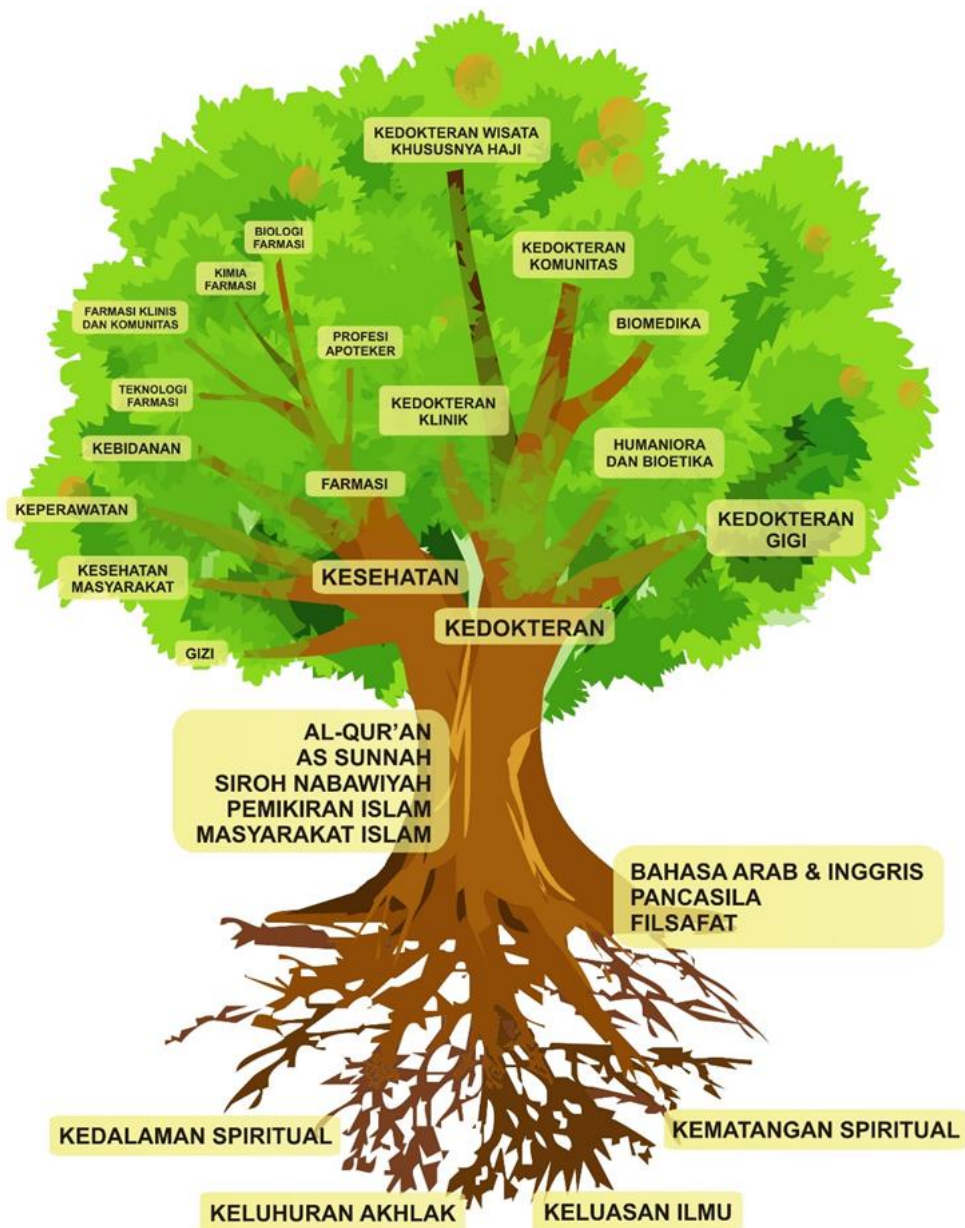 KEDOKTERAN WISATA
KHUSUSNYA HAJI
BIOLOGI
FARMASI
KEDOKTERAN
KOMUNITAS
KIMIA
FARMASI
FARMASI KLINIS
DAN KOMUNITAS
PROFESI
APOTEKER
BIOMEDIKA
TEKNOLOGI
FARMASI
KEDOKTERAN
KLINIK
KEBIDANAN
HUMANIORA
DAN BIOETIKA
FARMASI
KEPERAWATAN
KEDOKTERAN
GIGI
KESEHATAN
MASYARAKAT
KESEHATAN
KEDOKTERAN
GIZI
AL-QUR'AN
AS SUNNAH
SIROH NABAWIYAH
PEMIKIRAN ISLAM
MASYARAKAT ISLAM
BAHASA ARAB & INGGRIS
PANCASILA
FILSAFAT
KEDALAMAN SPIRITUAL
KEMATANGAN SPIRITUAL
KELUHURAN AKHLAK
KELUASAN ILMU